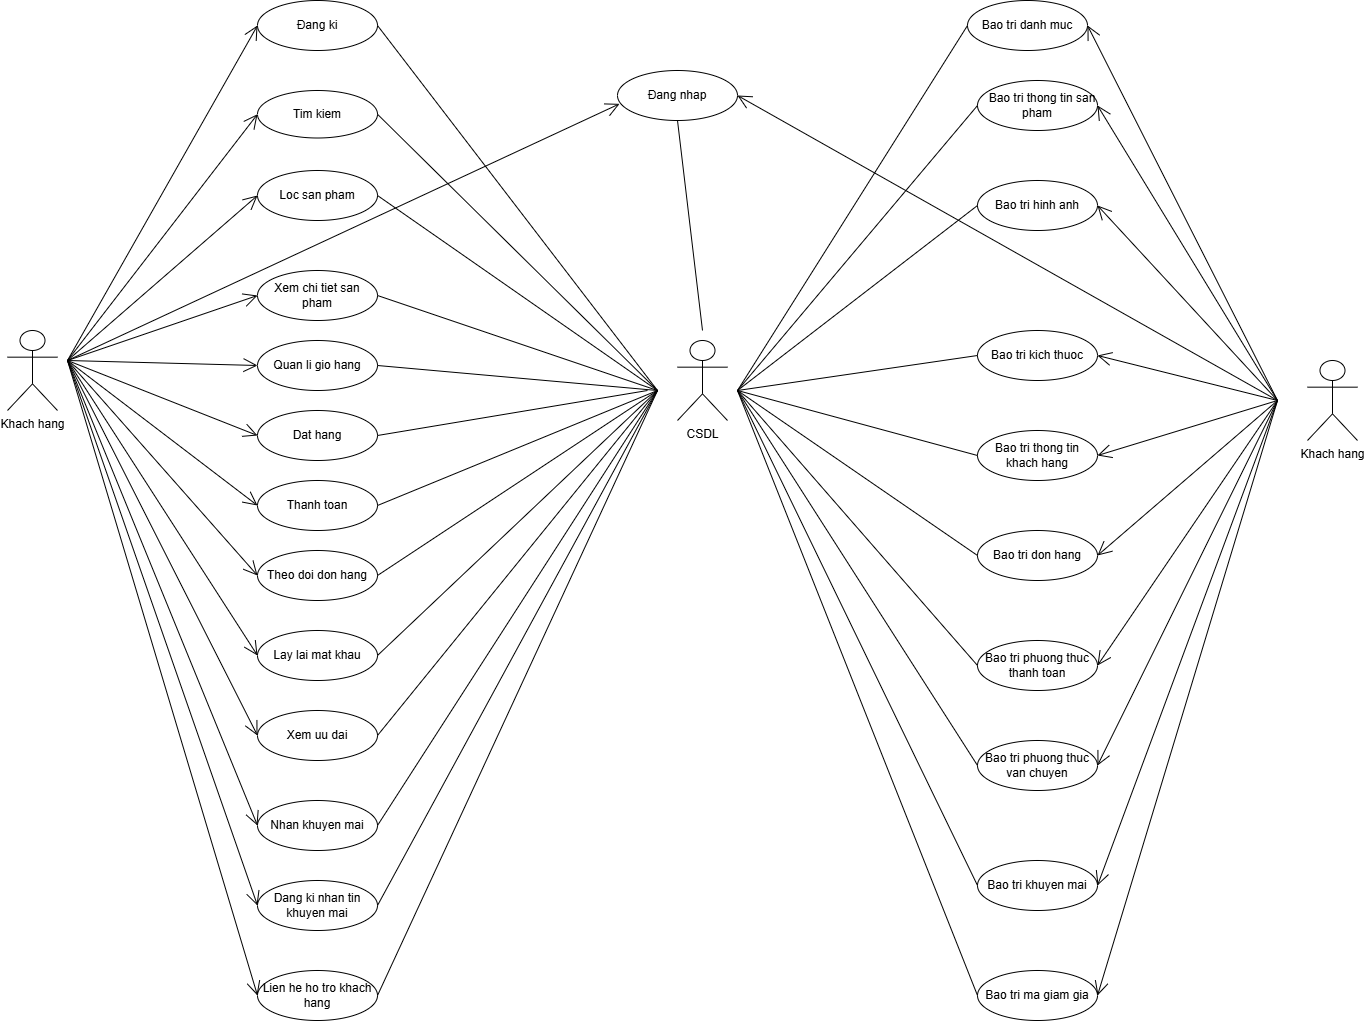 Đang ki
Bao tri danh muc
Đang nhap
Bao tri thong tin san
pham
Tim kiem
Loc san pham
Bao tri hinh anh
Xem chi tiet san
pham
Bao tri kich thuoc
Quan li gio hang
Khach hang
Dat hang
CSDL
Bao tri thong tin
khach hang
Khach hang
Thanh toan
Bao tri don hang
Theo doi don hang
Lay lai mat khau
Bao tri phuong thuc
thanh toan
Xem uu dai
Bao tri phuong thuc
van chuyen
Nhan khuyen mai
Bao tri khuyen mai
Dang ki nhan tin
khuyen mai
Lien he ho tro khach
hang
Bao tri ma giam gia